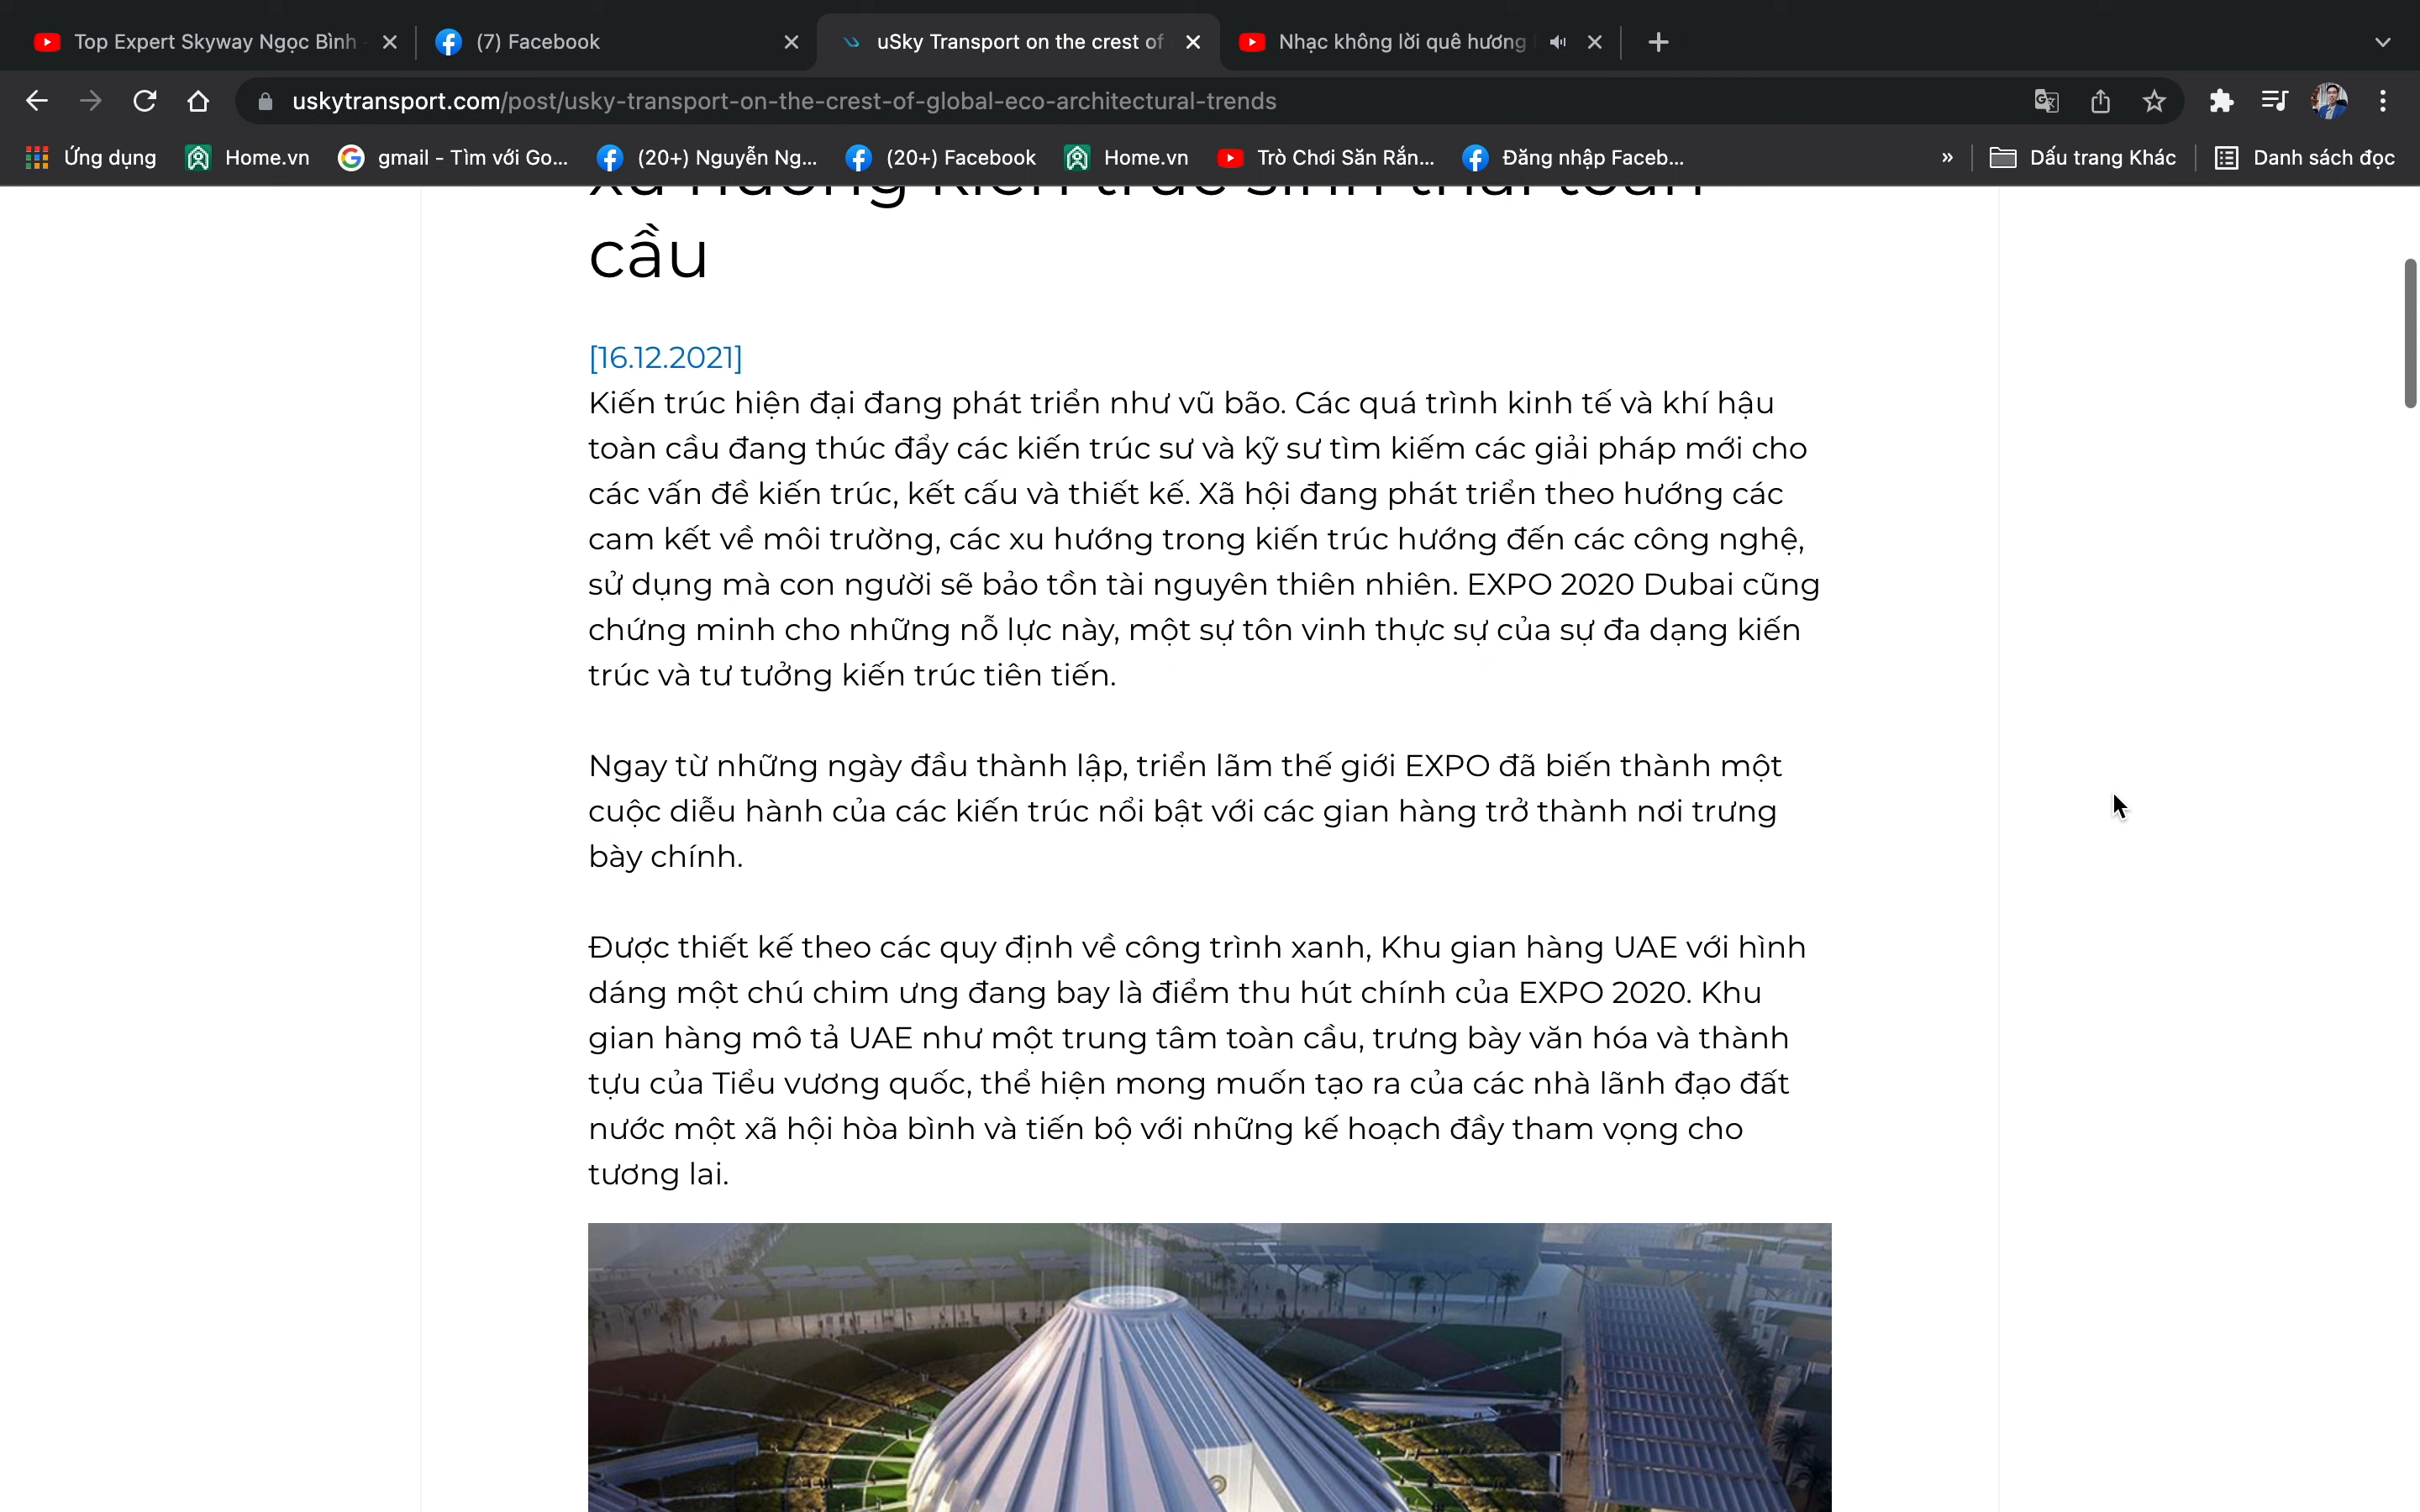 Top Expert Skyway Ngọc Bình
(7) Facebook
uSky Transport on the crest of
Nhạc không lời quê hương
uskytransport.com/post/usky-transport-on-the-crest-of-global-eco-architectural-trends
Ứng dụng
Home.vn
gmail - Tìm với Go...
(20+) Nguyễn Ng...
(20+) Facebook
Home.vn
Trò Chơi Săn Rắn...
Đăng nhập Faceb...
»
Dấu trang Khác
Danh sách đọc
xu hướng kiến trúc sinh thái toàn
cầu
[16.12.2021]
Kiến trúc hiện đại đang phát triển như vũ bão. Các quá trình kinh tế và khí hậu
toàn cầu đang thúc đẩy các kiến trúc sư và kỹ sư tìm kiếm các giải pháp mới cho
các vấn đề kiến trúc, kết cấu và thiết kế. Xã hội đang phát triển theo hướng các
cam kết về môi trường, các xu hướng trong kiến trúc hướng đến các công nghệ,
sử dụng mà con người sẽ bảo tồn tài nguyên thiên nhiên. EXPO 2020 Dubai cũng
chứng minh cho những nỗ lực này, một sự tôn vinh thực sự của sự đa dạng kiến
trúc và tư tưởng kiến trúc tiên tiến.
Ngay từ những ngày đầu thành lập, triển lãm thế giới EXPO đã biến thành một
cuộc diễu hành của các kiến trúc nổi bật với các gian hàng trở thành nơi trưng
bày chính.
Được thiết kế theo các quy định về công trình xanh, Khu gian hàng UAE với hình
dáng một chú chim ưng đang bay là điểm thu hút chính của EXPO 2020. Khu
gian hàng mô tả UAE như một trung tâm toàn cầu, trưng bày văn hóa và thành
tựu của Tiểu vương quốc, thể hiện mong muốn tạo ra của các nhà lãnh đạo đất
nước một xã hội hòa bình và tiến bộ với những kế hoạch đầy tham vọng cho
tương lai.